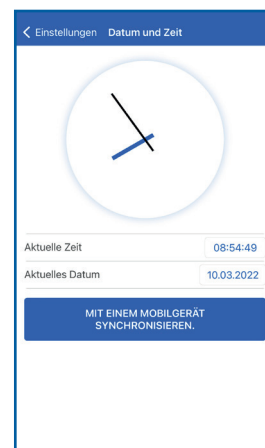 Einstellungen Datum und Zeit
Aktuelle Zeit 08:54:49
Aktuelles Datum 10.03.2022
MIT EINEM MOBILGERÄT
SYNCHRONISIEREN.